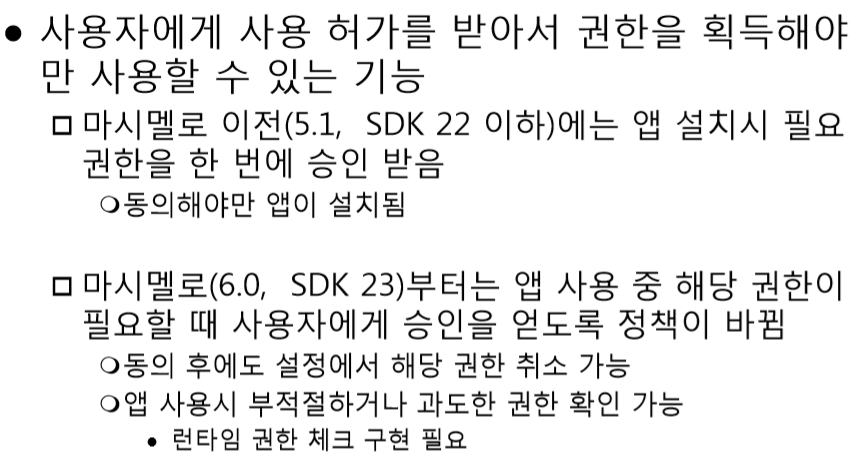 ● 사용자에게 사용 허가를 받아서 권한을 획득해야
만 사용할 수 있는 기능
□ 마시멜로 이전(5.1, SDK 22 이하)에는 앱 설치시 필요
권한을 한 번에 승인 받음
○동의해야만 앱이 설치됨
□ 마시멜로(6.0, SDK 23)부터는 앱 사용 중 해당 권한이
필요할 때 사용자에게 승인을 얻도록 정책이 바뀜
○동의 후에도 설정에서 해당 권한 취소 가능
○앱 사용시 부적절하거나 과도한 권한 확인 가능
• 런타임 권한 체크 구현 필요